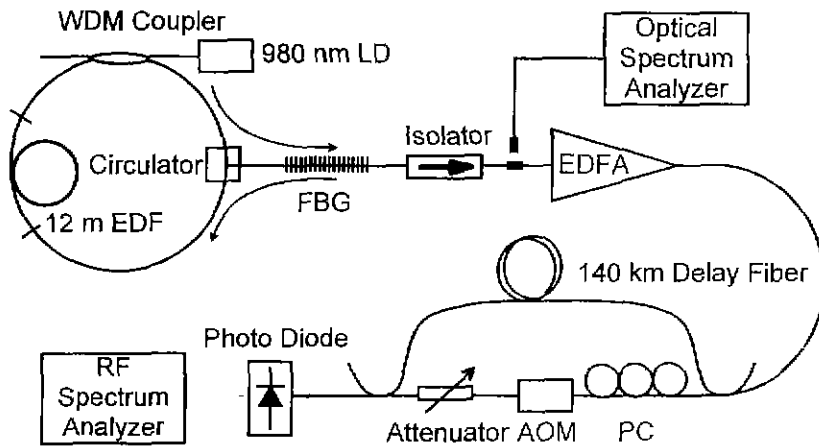 WDM Coupler
980 nm LD
Optical
Spectrum
Analyzer
Isolator
Circulator
EDFA
FBG
12 m EDF
140 km Delay Fiber
Photo Diode
RF
Spectrum
Analyzer
Attenuator
AOM
PC